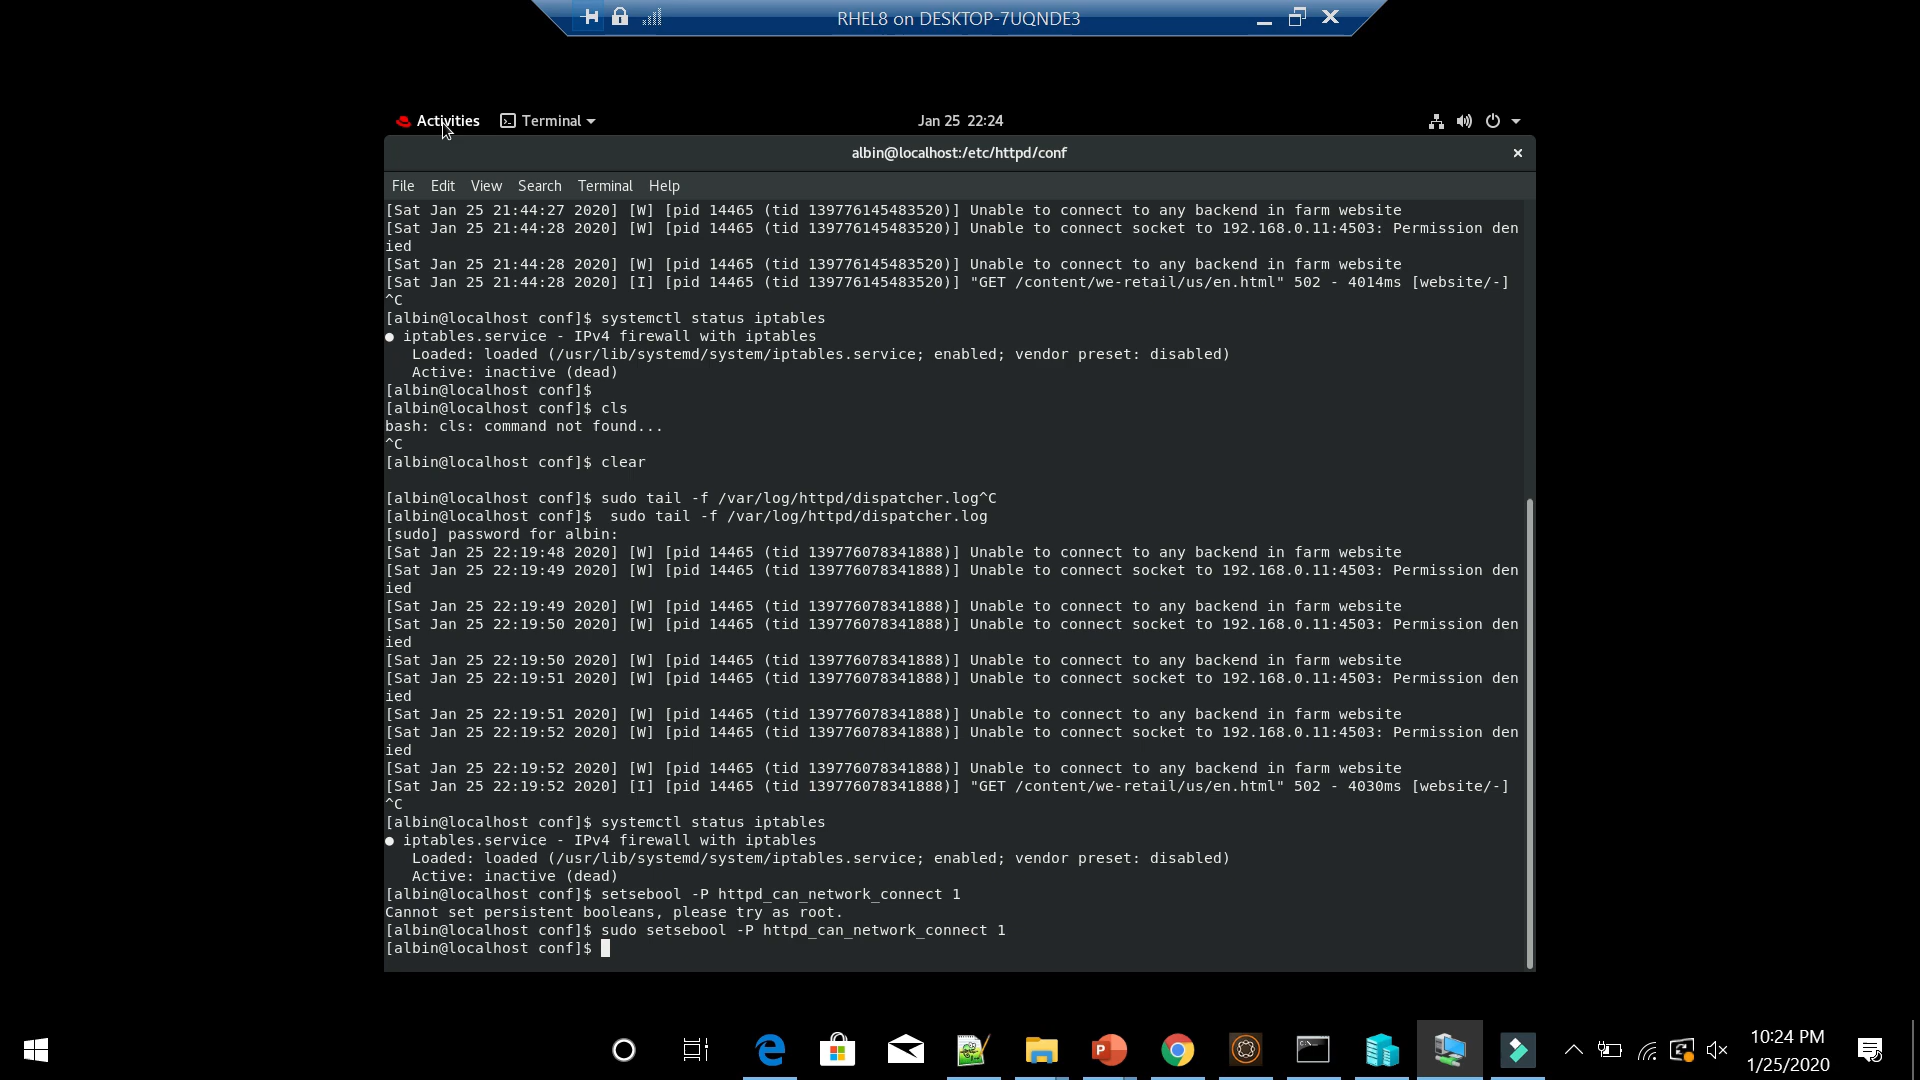 RHEL8 on DESKTOP-7UQNDE3
Activities Terminal Jan 25 22:24
albin@localhost:/etc/httpd/conf
File Edit View Search Terminal Help
[Sat Jan 25 21:44:27 2020] [W] [pid 14465 (tid 139776145483520)] Unable to connect to any backend in farm website
[Sat Jan 25 21:44:28 2020] [W] [pid 14465 (tid 139776145483520)] Unable to connect socket to 192.168.0.11:4503: Permission den
ied
[Sat Jan 25 21:44:28 2020] [W] [pid 14465 (tid 139776145483520)] Unable to connect to any backend in farm website
[Sat Jan 25 21:44:28 2020] [I] [pid 14465 (tid 139776145483520)] "GET /content/we-retail/us/en.html" 502 - 4014ms [website/-]
^C
[albin@localhost conf]$ systemctl status iptables
● iptables.service - IPv4 firewall with iptables
Loaded: loaded (/usr/lib/systemd/system/iptables.service; enabled; vendor preset: disabled)
Active: inactive (dead)
[albin@localhost conf]$
[albin@localhost conf]$ cls
bash: cls: command not found...
^C
[albin@localhost conf]$ clear
[albin@localhost conf]$ sudo tail -f /var/log/httpd/dispatcher.log^C
[albin@localhost conf]$  sudo tail -f /var/log/httpd/dispatcher.log
[sudo] password for albin:
[Sat Jan 25 22:19:48 2020] [W] [pid 14465 (tid 139776078341888)] Unable to connect to any backend in farm website
[Sat Jan 25 22:19:49 2020] [W] [pid 14465 (tid 139776078341888)] Unable to connect socket to 192.168.0.11:4503: Permission den
ied
[Sat Jan 25 22:19:49 2020] [W] [pid 14465 (tid 139776078341888)] Unable to connect to any backend in farm website
[Sat Jan 25 22:19:50 2020] [W] [pid 14465 (tid 139776078341888)] Unable to connect socket to 192.168.0.11:4503: Permission den
ied
[Sat Jan 25 22:19:50 2020] [W] [pid 14465 (tid 139776078341888)] Unable to connect to any backend in farm website
[Sat Jan 25 22:19:51 2020] [W] [pid 14465 (tid 139776078341888)] Unable to connect socket to 192.168.0.11:4503: Permission den
ied
[Sat Jan 25 22:19:51 2020] [W] [pid 14465 (tid 139776078341888)] Unable to connect to any backend in farm website
[Sat Jan 25 22:19:52 2020] [W] [pid 14465 (tid 139776078341888)] Unable to connect socket to 192.168.0.11:4503: Permission den
ied
[Sat Jan 25 22:19:52 2020] [W] [pid 14465 (tid 139776078341888)] Unable to connect to any backend in farm website
[Sat Jan 25 22:19:52 2020] [I] [pid 14465 (tid 139776078341888)] "GET /content/we-retail/us/en.html" 502 - 4030ms [website/-]
^C
[albin@localhost conf]$ systemctl status iptables
● iptables.service - IPv4 firewall with iptables
Loaded: loaded (/usr/lib/systemd/system/iptables.service; enabled; vendor preset: disabled)
Active: inactive (dead)
[albin@localhost conf]$ setsebool -P httpd_can_network_connect 1
Cannot set persistent booleans, please try as root.
[albin@localhost conf]$ sudo setsebool -P httpd_can_network_connect 1
[albin@localhost conf]$
10:24 PM
1/25/2020